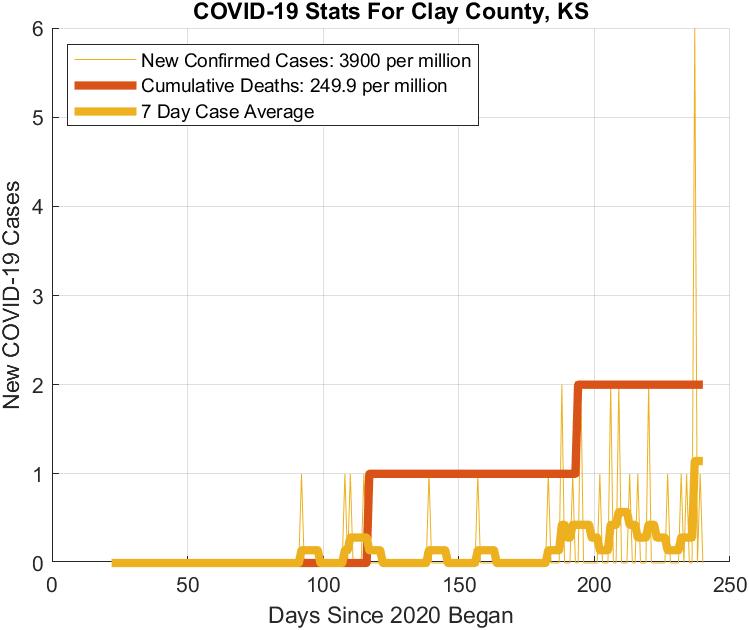 COVID-19 Stats For Clay County, KS
New Confirmed Cases: 3900 per million
Cumulative Deaths: 249.9 per million
7 Day Case Average
New COVID-19 Cases
6
5
4
3
2
1
0
0 50 100 150 200 250
Days Since 2020 Began